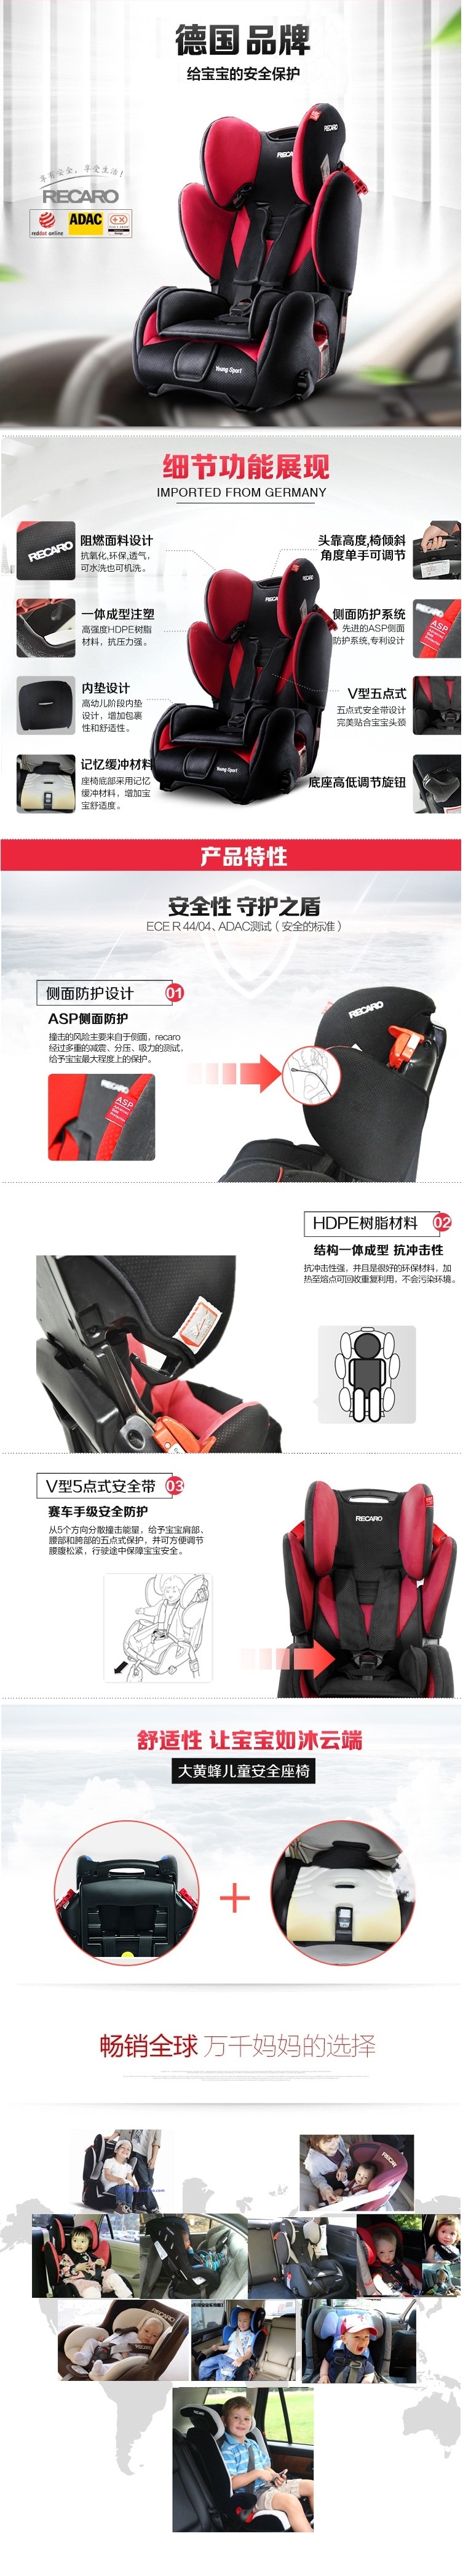 德国品牌
给宝宝的安全保护
享有安全，享受生活！
RECARO
reddot online
ADAC
RECARO
RECARO
Young Sport
细节功能展现
IMPORTED FROM GERMANY
RECARO
阻燃面料设计
抗氧化,环保,透气,
可水洗也可机洗。
头靠高度,椅倾斜
角度单手可调节
一体成型注塑
高强度HDPE树脂
材料，抗压力强。
侧面防护系统
先进的ASP侧面
防护系统,专利设计
RECARO
ASP
内垫设计
高幼儿阶段内垫
设计，增加包裹
性和舒适性。
V型五点式
五点式安全带设计
完美贴合宝宝头颈
记忆缓冲材料
座椅底部采用记忆
缓冲材料，增加宝
宝舒适度。
底座高低调节旋钮
Young Sport
产品特性
安全性 守护之盾
ECE R 44/04、ADAC测试（安全的标准）
侧面防护设计 01
ASP侧面防护
撞击的风险主要来自于侧面，recaro
经过多重的减震、分压、吸力的测试，
给予宝宝最大程度上的保护。
RECARO
RECARO
ASP
HDPE树脂材料 02
结构一体成型 抗冲击性
抗冲击性强，并且是很好的环保材料，加
热至熔点可回收重复利用，不会污染环境。
V型5点式安全带 03
赛车手级安全防护
从5个方向分散撞击能量，给予宝宝肩部、
腰部和胯部的五点式保护，并可方便调节
腰腹松紧，行驶途中保障宝宝安全。
RECARO
舒适性 让宝宝如沐云端
大黄蜂儿童安全座椅
畅销全球 万千妈妈的选择
RECARO
RECARO